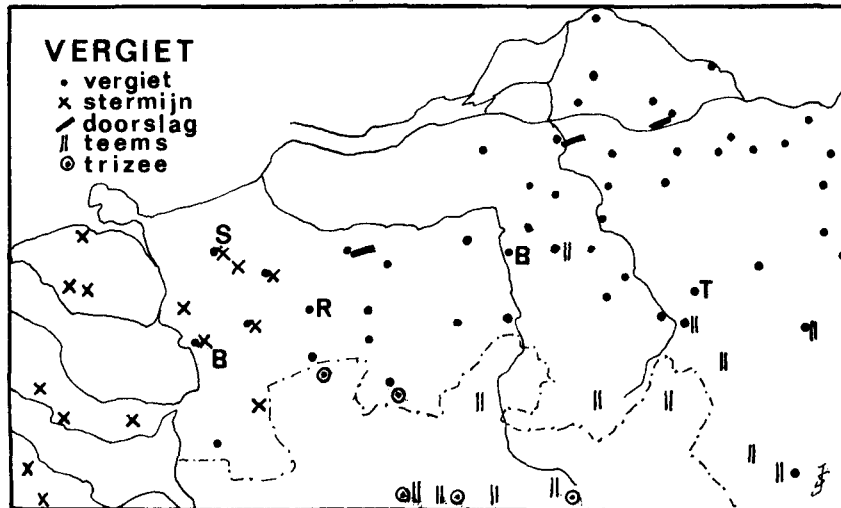 VERGIET
vergiet
stermijn
doorslag
teems
trizee
S
B
R
T
B